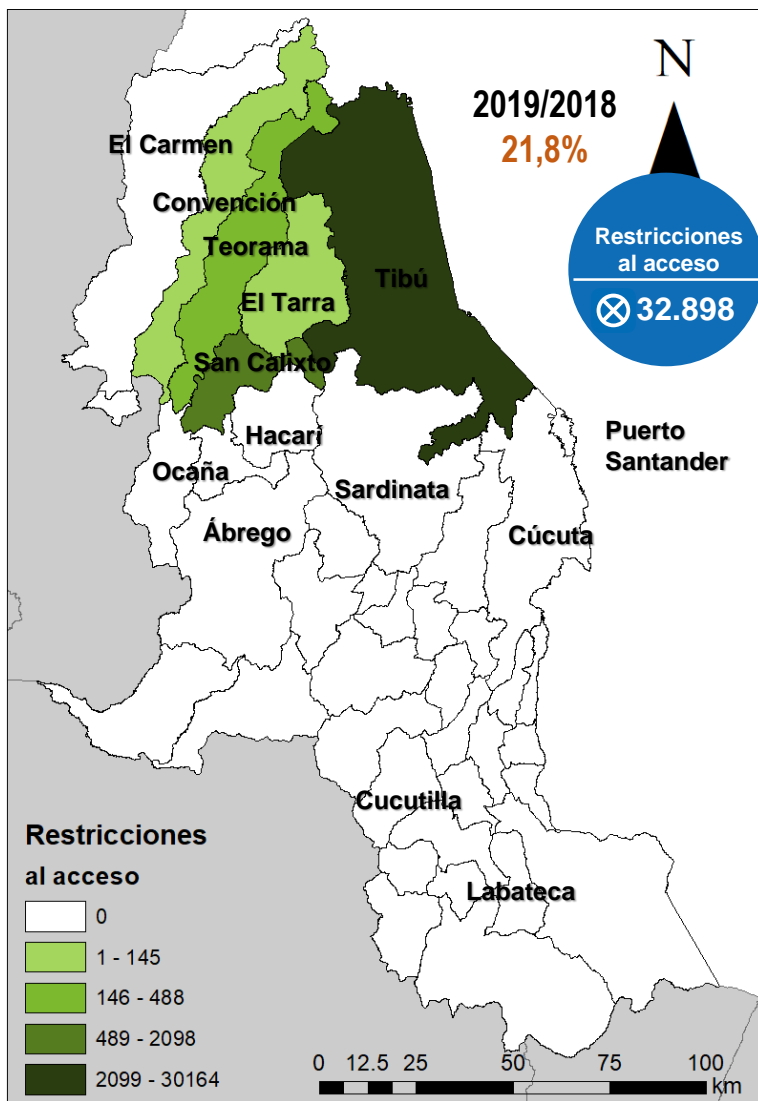 N
2019/2018
21,8%
Restricciones
al acceso
32.898
El Carmen
Convención
Teorama
Tibú
El Tarra
San Calixto
Hacarí
Puerto
Santander
Ocaña
Sardinata
Ábrego
Cúcuta
Cucutilla
Labateca
Restricciones
al acceso
0
1 - 145
146 - 488
489 - 2098
2099 - 30164
0 12.5 25 50 75 100
km